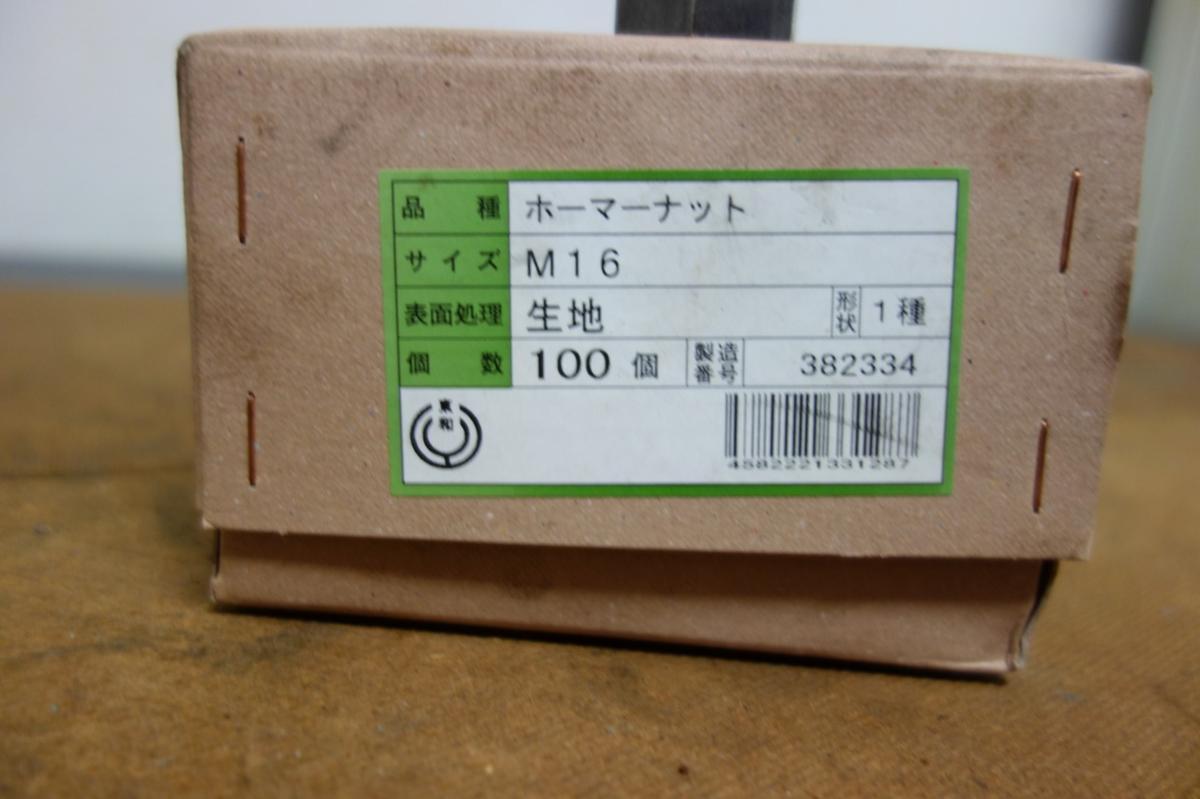 品種 ホーマーナット
サイズ M16
表面処理 生地 形状 1種
個数 100 個 製造番号 382334
東和
4582221331287